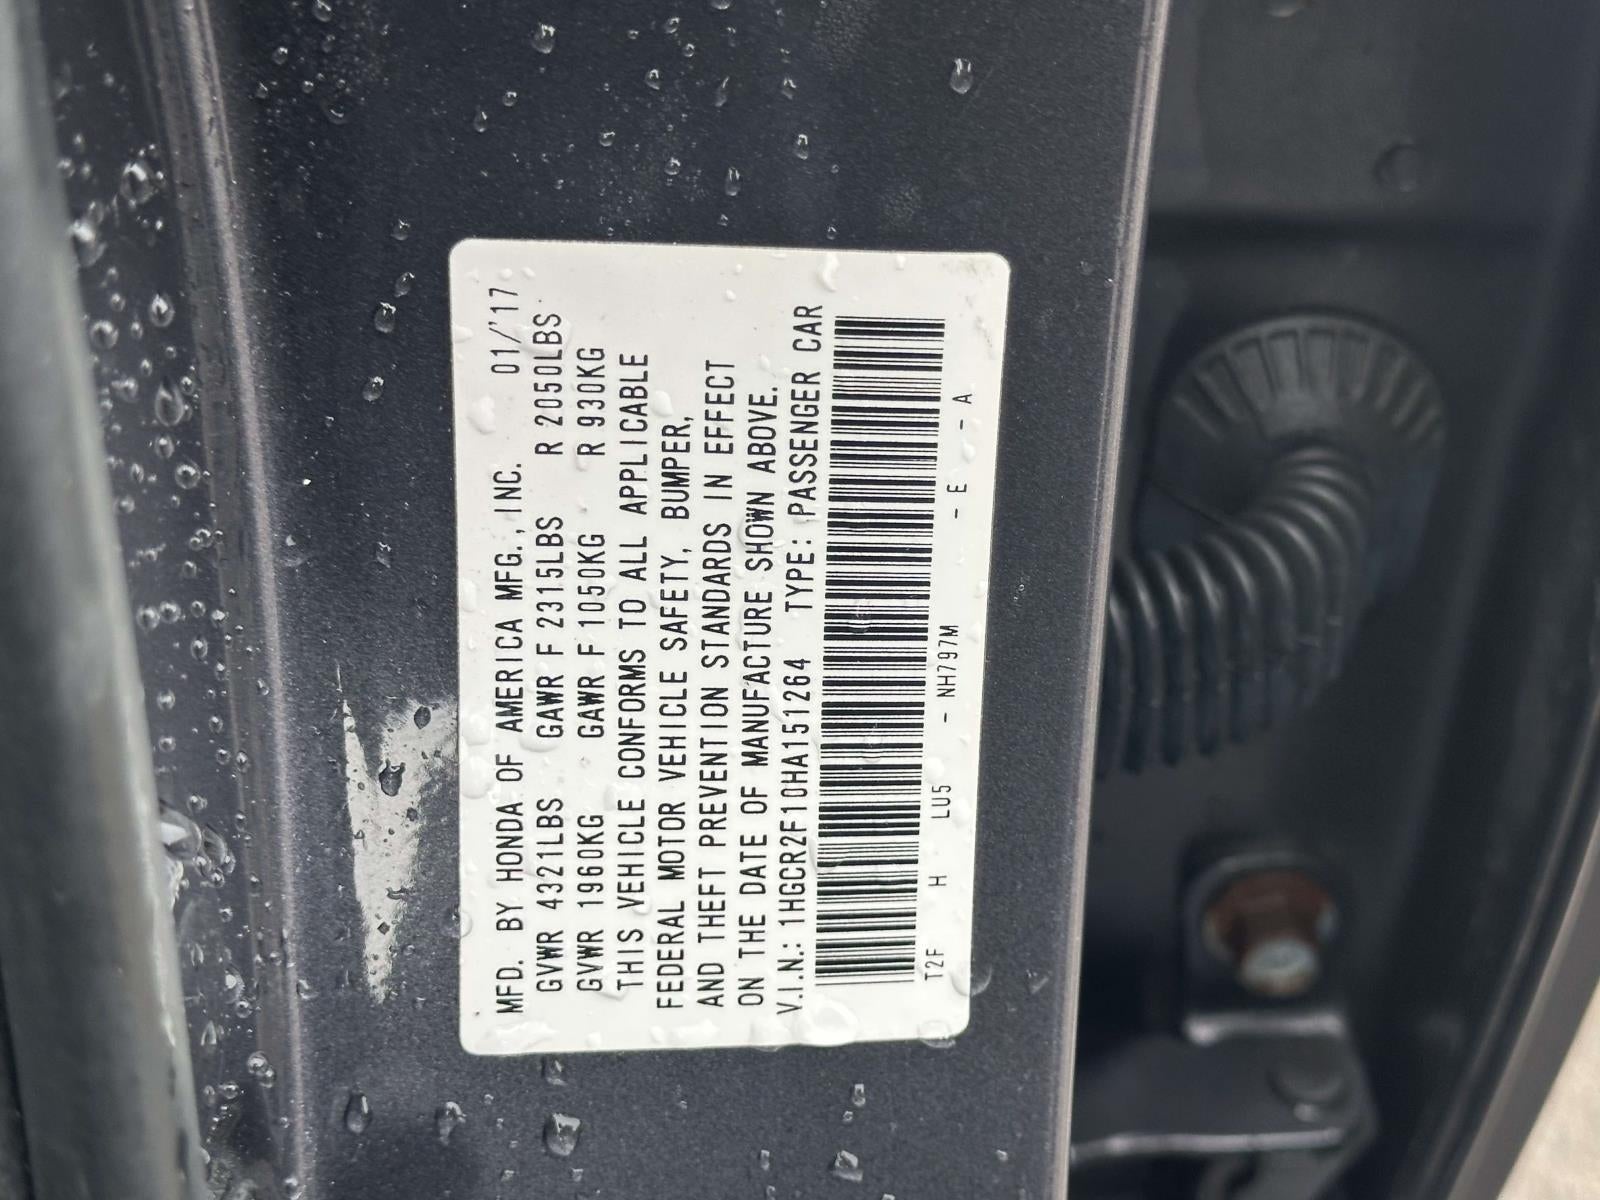 MFD. BY HONDA OF AMERICA MFG., INC. 01/'17
GVWR 4321LBS GAWR F 2315LBS R 2050LBS
GVWR 1960KG GAWR F 1050KG R 930KG
THIS VEHICLE CONFORMS TO ALL APPLICABLE
FEDERAL MOTOR VEHICLE SAFETY, BUMPER,
AND THEFT PREVENTION STANDARDS IN EFFECT
ON THE DATE OF MANUFACTURE SHOWN ABOVE.
V.I.N.: 1HGCR2F10HA151264 TYPE: PASSENGER CAR
T2F H LU5 - NH797M - E - A